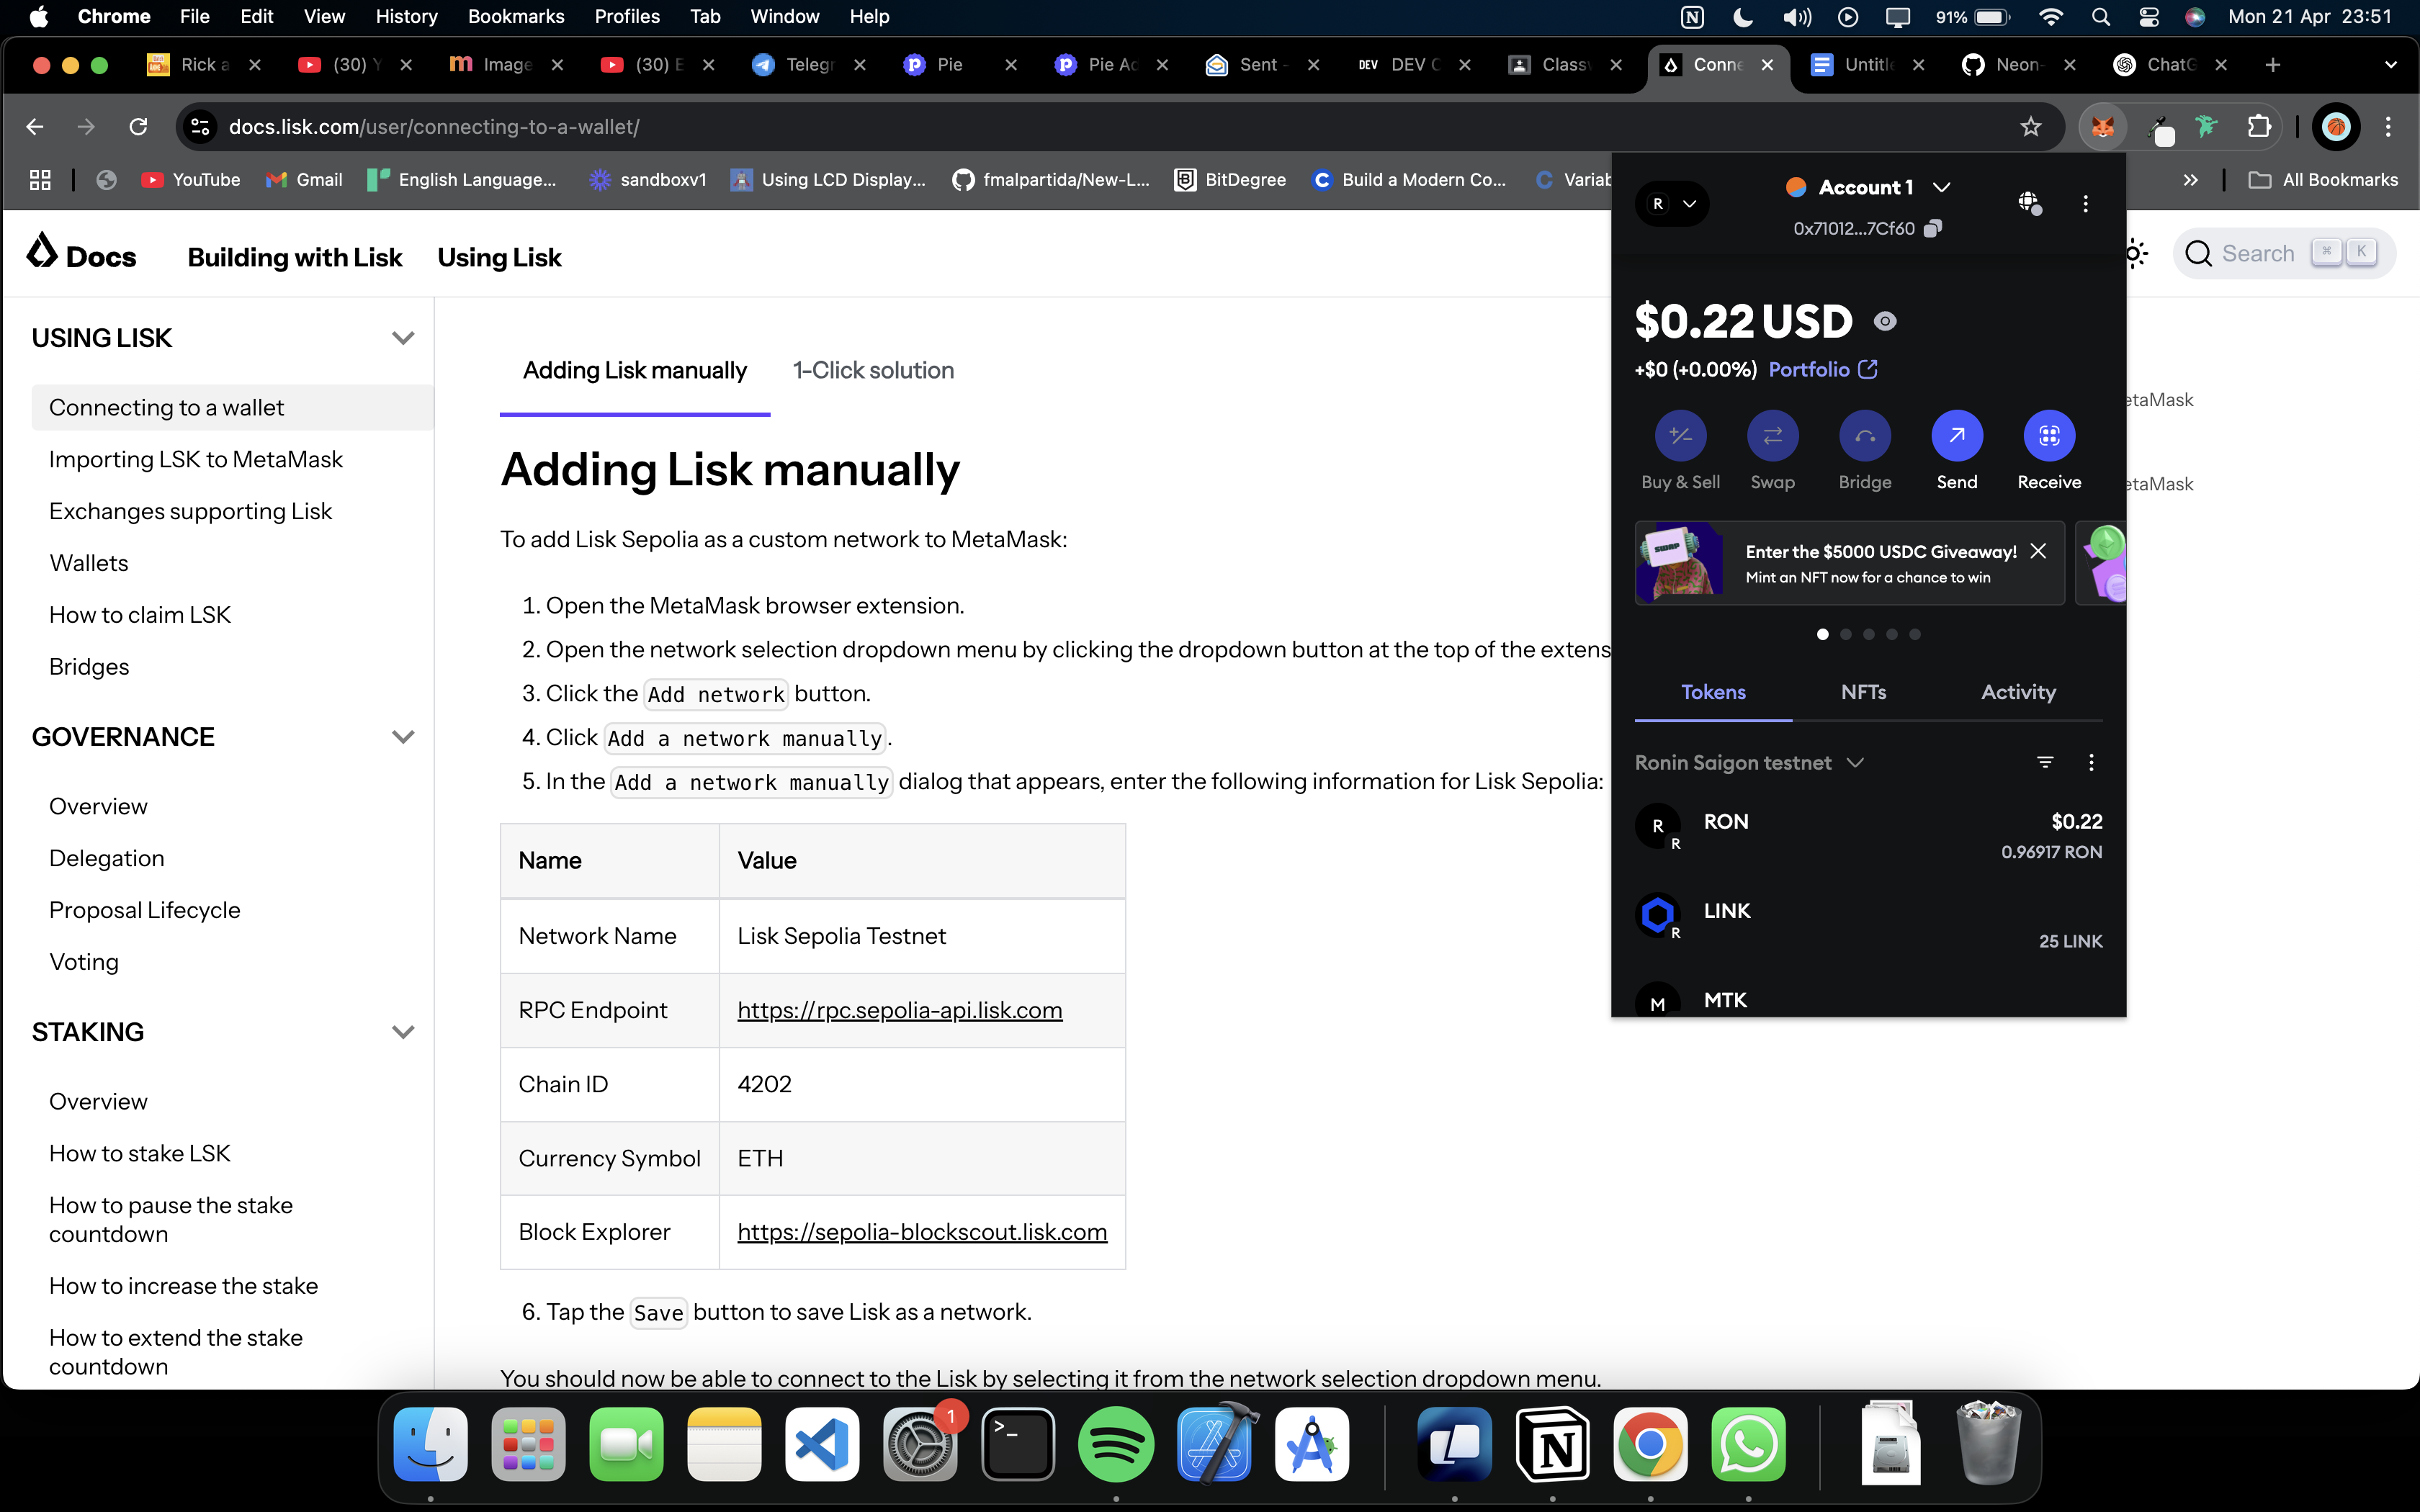 Chrome File Edit View History Bookmarks Profiles Tab Window Help
91% Mon 21 Apr 23:51
Rick a (30) Y Image (30) E Telegr Pie Pie Ac Sent - DEV DEV C Class Conne Untitl Neon- ChatG
docs.lisk.com/user/connecting-to-a-wallet/
YouTube Gmail English Language... sandboxv1 Using LCD Display... fmalpartida/New-L... BitDegree Build a Modern Co... Variab All Bookmarks
Docs Building with Lisk Using Lisk
Search ⌘ K
USING LISK
Connecting to a wallet
Importing LSK to MetaMask
Exchanges supporting Lisk
Wallets
How to claim LSK
Bridges
GOVERNANCE
Overview
Delegation
Proposal Lifecycle
Voting
STAKING
Overview
How to stake LSK
How to pause the stake
countdown
How to increase the stake
How to extend the stake
countdown
Adding Lisk manually 1-Click solution
Adding Lisk manually
To add Lisk Sepolia as a custom network to MetaMask:
1. Open the MetaMask browser extension.
2. Open the network selection dropdown menu by clicking the dropdown button at the top of the extens
3. Click the Add network button.
4. Click Add a network manually.
5. In the Add a network manually dialog that appears, enter the following information for Lisk Sepolia:
Name Value
Network Name Lisk Sepolia Testnet
RPC Endpoint https://rpc.sepolia-api.lisk.com
Chain ID 4202
Currency Symbol ETH
Block Explorer https://sepolia-blockscout.lisk.com
6. Tap the Save button to save Lisk as a network.
You should now be able to connect to the Lisk by selecting it from the network selection dropdown menu.
R Account 1
0x71012...7Cf60
$0.22 USD
+$0 (+0.00%) Portfolio
Buy & Sell Swap Bridge Send Receive
SWAP
Enter the $5000 USDC Giveaway!
Mint an NFT now for a chance to win
Tokens NFTs Activity
Ronin Saigon testnet
R R RON $0.22
0.96917 RON
R LINK
25 LINK
M MTK
etaMask
etaMask
1